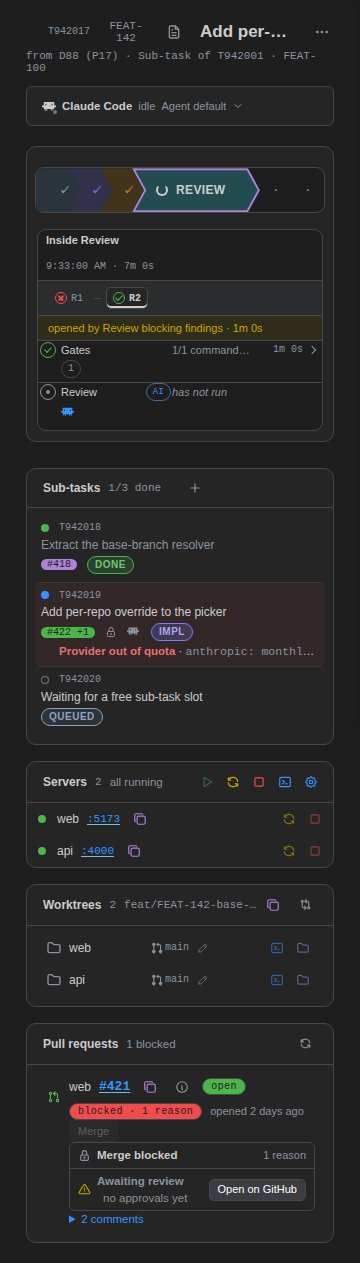 T942017 FEAT-142 Add per-…
from D88 (P17) · Sub-task of T942001 · FEAT-
100
Claude Code idle Agent default
REVIEW
Inside Review
9:33:00 AM · 7m 0s
R1 R2
opened by Review blocking findings · 1m 0s
Gates 1/1 command… 1m 0s
1
Review AI has not run
Sub-tasks 1/3 done
T942018
Extract the base-branch resolver
#418 DONE
T942019
Add per-repo override to the picker
#422 +1 IMPL
Provider out of quota · anthropic: monthl…
T942020
Waiting for a free sub-task slot
QUEUED
Servers 2 all running
web :5173
api :4000
Worktrees 2 feat/FEAT-142-base-…
web main
api main
Pull requests 1 blocked
web #421 open
blocked · 1 reason opened 2 days ago
Merge
Merge blocked 1 reason
Awaiting review
no approvals yet
Open on GitHub
2 comments